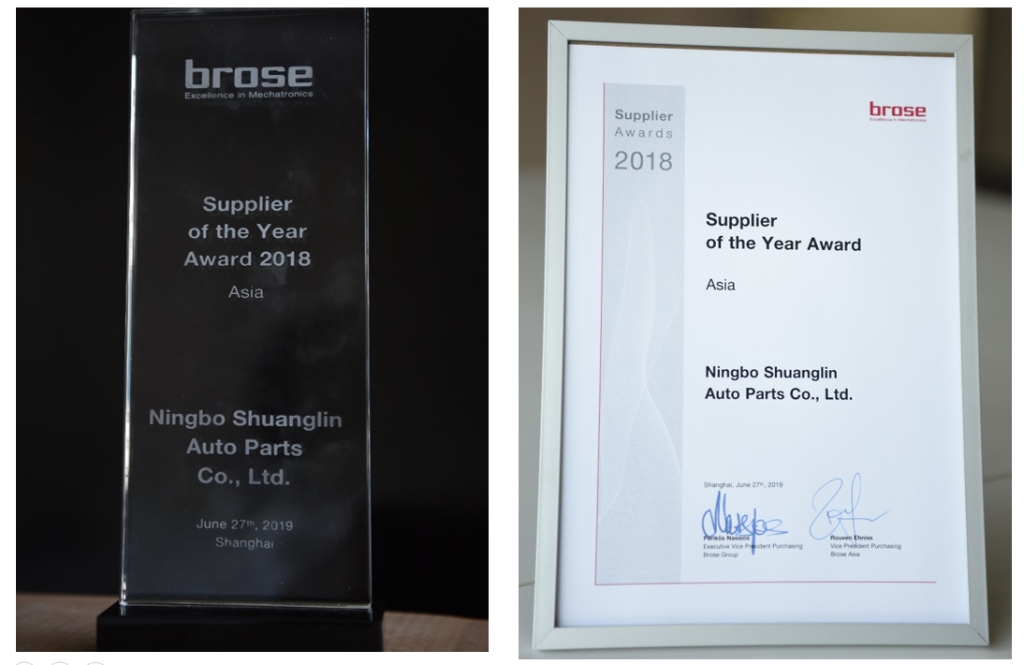 brose
Excellence in Mechatronics
Supplier
of the Year
Award 2018
Asia
Ningbo Shuanglin
Auto Parts
Co., Ltd.
June 27th, 2019
Shanghai
Supplier
Awards
2018
brose
Excellence in Mechatronics
Supplier
of the Year Award
Asia
Ningbo Shuanglin
Auto Parts Co., Ltd.
Shanghai, June 27th, 2019
Periklis Nassios
Executive Vice President Purchasing
Brose Group
Vice President Purchasing
Brose Asia